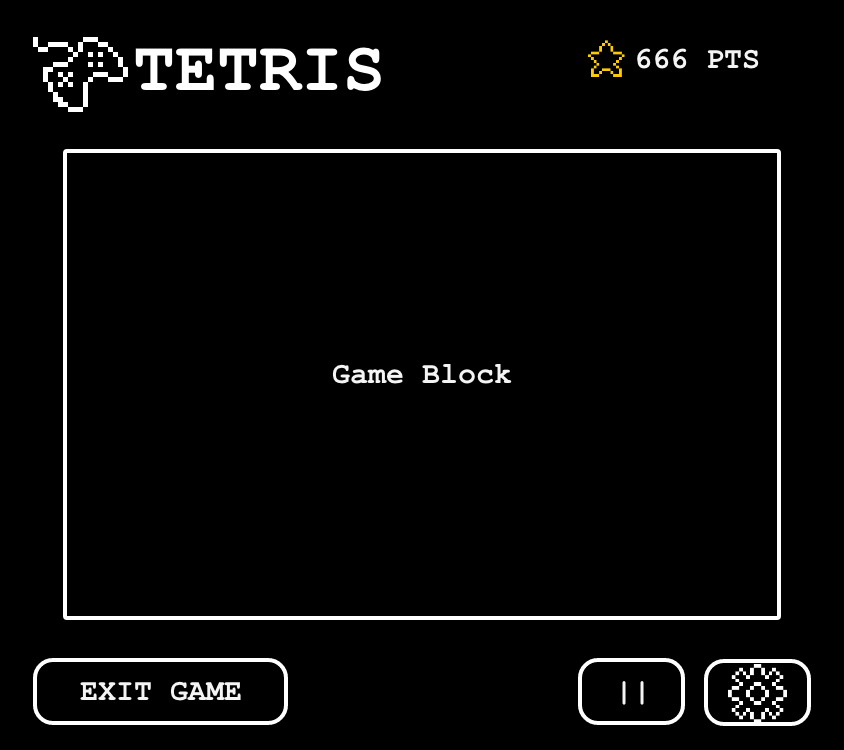 TETRIS
666 PTS
Game Block
EXIT GAME
||